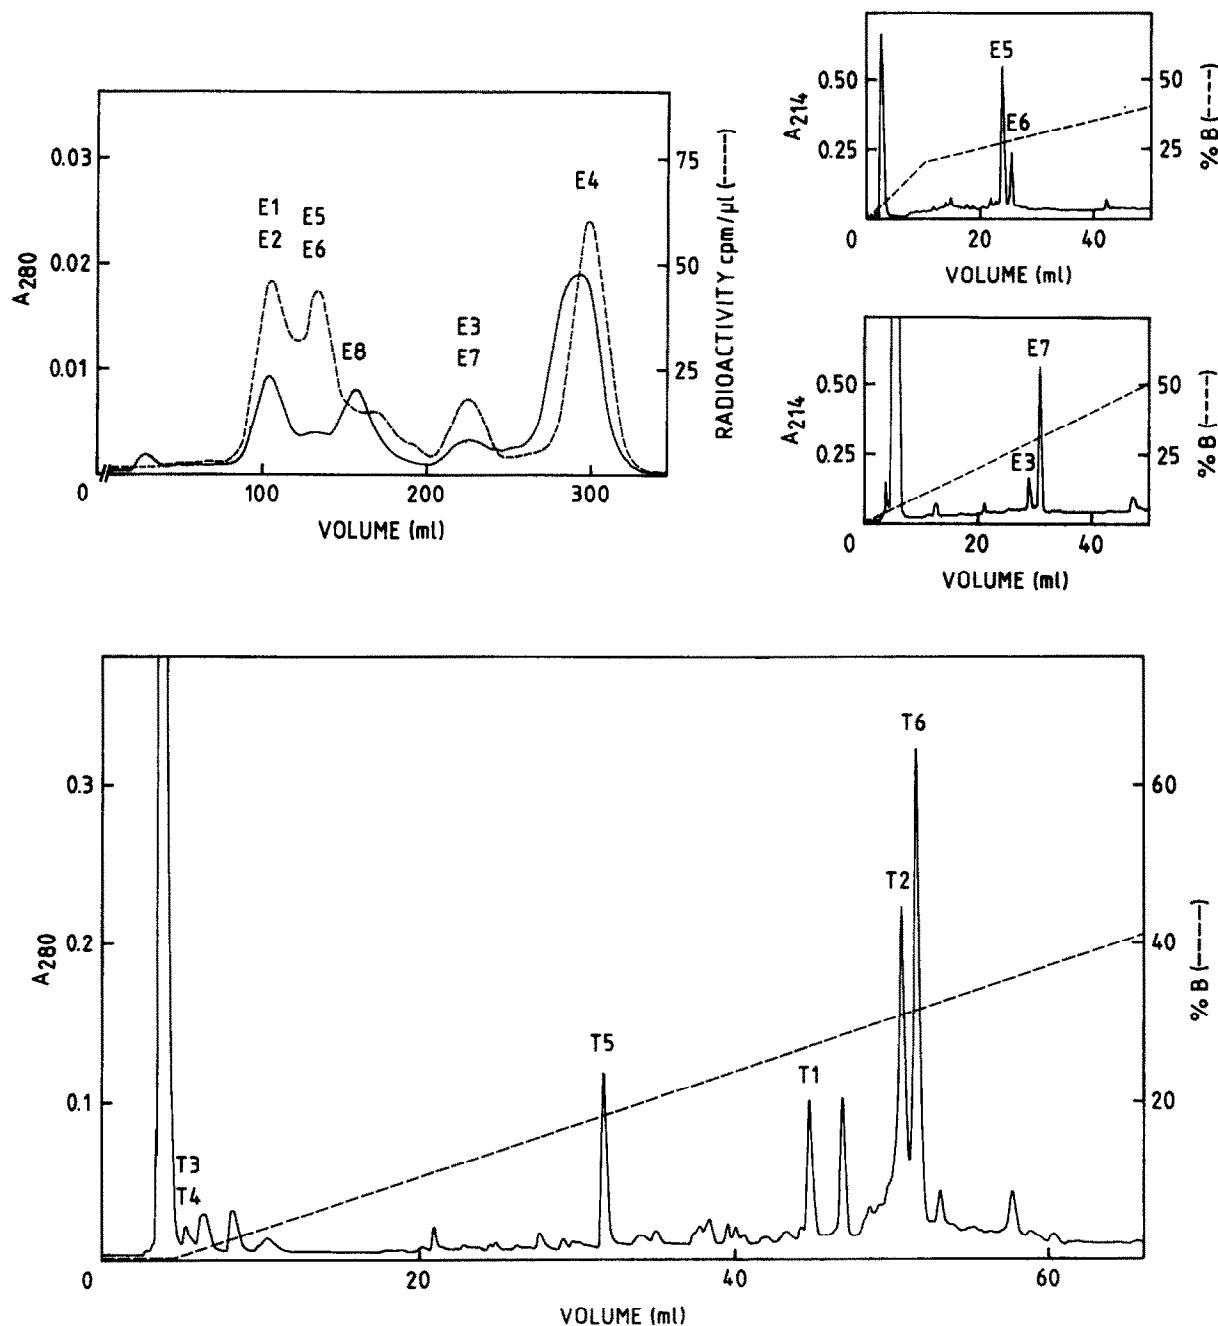 0.03
0.02
0.01
A280
E1
E2
E5
E6
E8
E3
E7
E4
75
50
25
RADIOACTIVITY cpm/µl (-----)
0
100
200
300
VOLUME (ml)
0.50
0.25
A214
E5
E6
50
25
% B (----)
0
20
40
VOLUME (ml)
0.50
0.25
A214
E7
E3
50
25
% B (----)
0
20
40
VOLUME (ml)
0.3
0.2
0.1
A280
T3
T4
T5
T1
T2
T6
60
40
20
% B (-----)
0
20
40
60
VOLUME (ml)